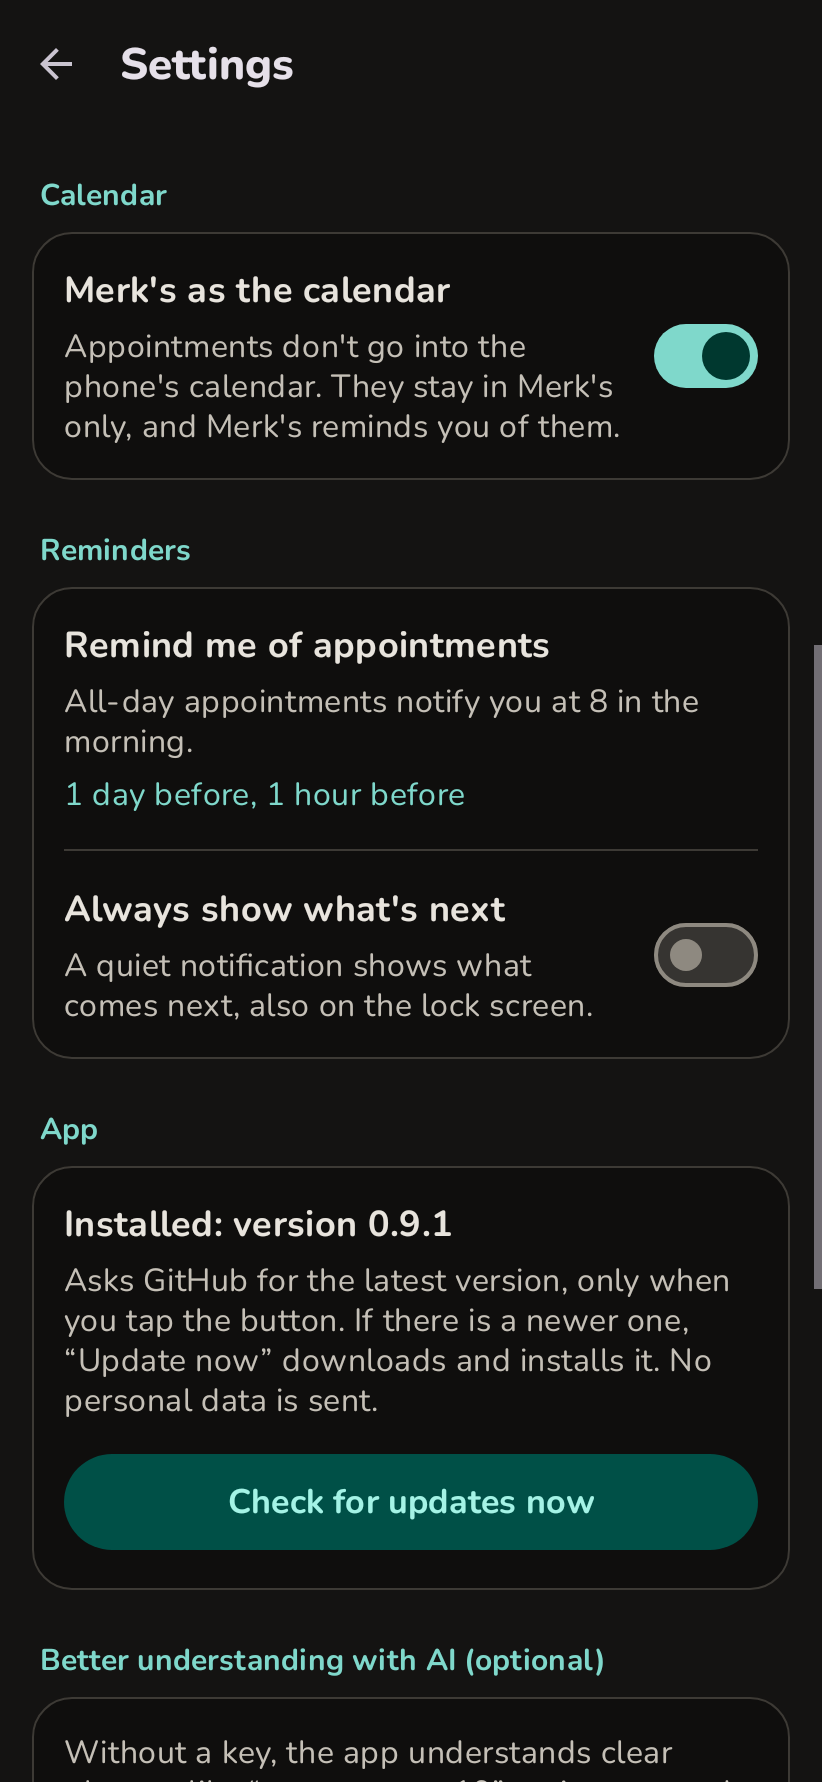 Settings
Calendar
Merk's as the calendar
Appointments don't go into the
phone's calendar. They stay in Merk's
only, and Merk's reminds you of them.
Reminders
Remind me of appointments
All-day appointments notify you at 8 in the
morning.
1 day before, 1 hour before
Always show what's next
A quiet notification shows what
comes next, also on the lock screen.
App
Installed: version 0.9.1
Asks GitHub for the latest version, only when
you tap the button. If there is a newer one,
“Update now” downloads and installs it. No
personal data is sent.
Check for updates now
Better understanding with AI (optional)
Without a key, the app understands clear